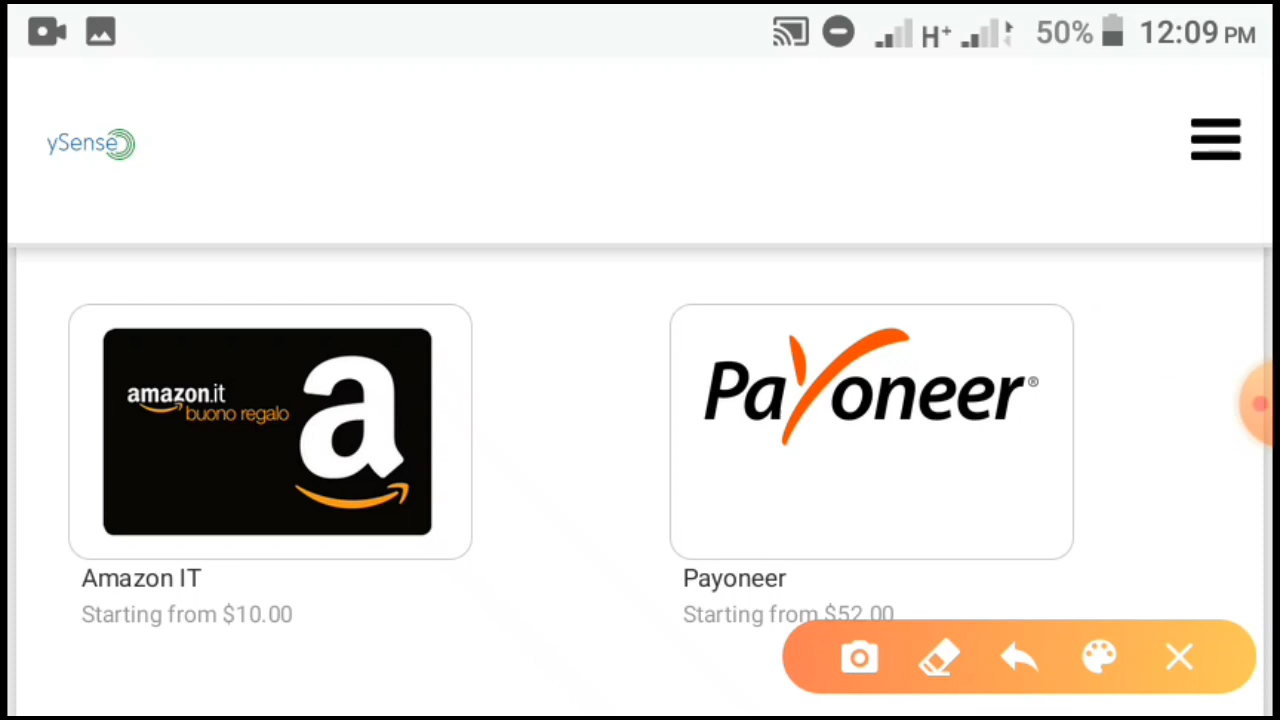 H+ 50% 12:09 PM
ySense
amazon.it
buono regalo
a
Payoneer®
Amazon IT
Starting from $10.00
Payoneer
Starting from $52.00